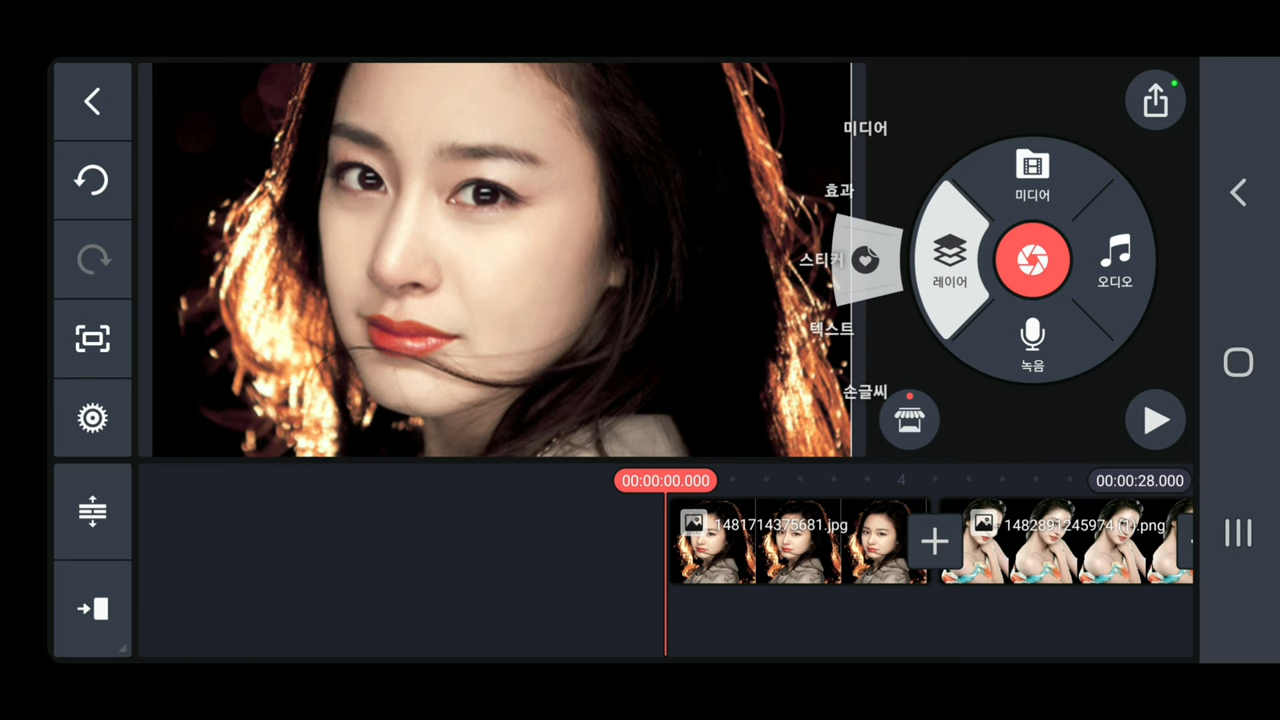 미디어
효과
스티커
텍스트
손글씨
미디어
레이어
오디오
녹음
00:00:00.000
4
00:00:28.000
1481714375681.jpg
1482891245974 (1).png